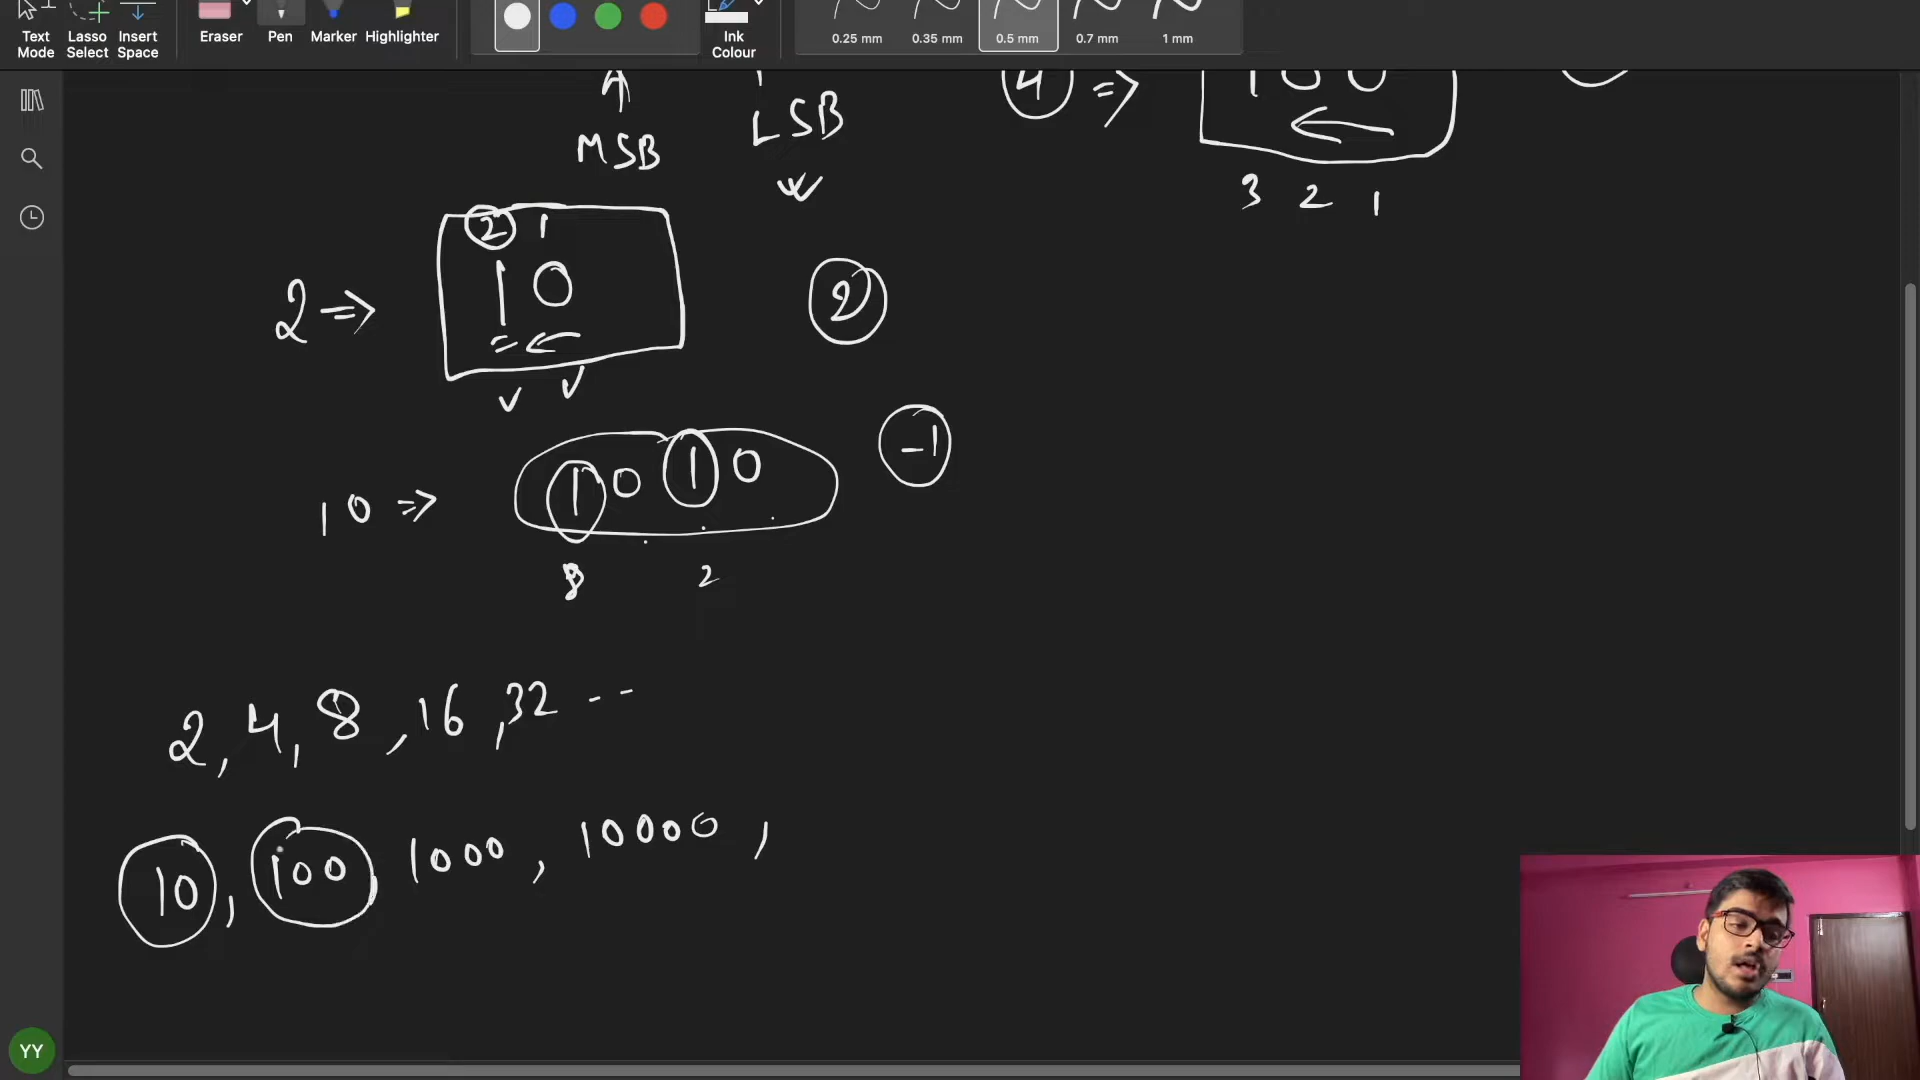 Text Mode
Lasso Select
Insert Space
Eraser
Pen
Marker
Highlighter
Ink Colour
0.25 mm
0.35 mm
0.5 mm
0.7 mm
1 mm
MSB
LSB
4 => 100
3 2 1
2 1
2 => 10
2
10 => 1010
-1
8 2
2, 4, 8, 16, 32 --
10, 100, 1000, 10000,
YY